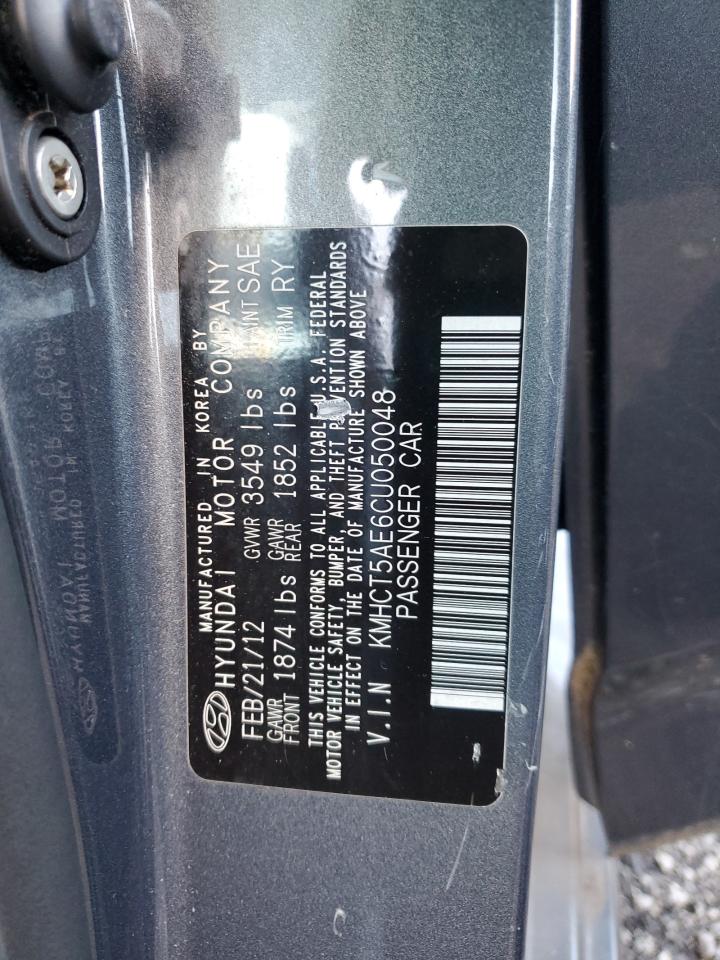 MANUFACTURED IN KOREA BY
HYUNDAI MOTOR COMPANY
FEB/21/12 GVWR 3549 lbs PAINT SAE
GAWR FRONT 1874 lbs GAWR REAR 1852 lbs TRIM RY
THIS VEHICLE CONFORMS TO ALL APPLICABLE U.S.A. FEDERAL
MOTOR VEHICLE SAFETY, BUMPER, AND THEFT PREVENTION STANDARDS
IN EFFECT ON THE DATE OF MANUFACTURE SHOWN ABOVE
V.I.N KMHCT5AE6CU050048
PASSENGER CAR